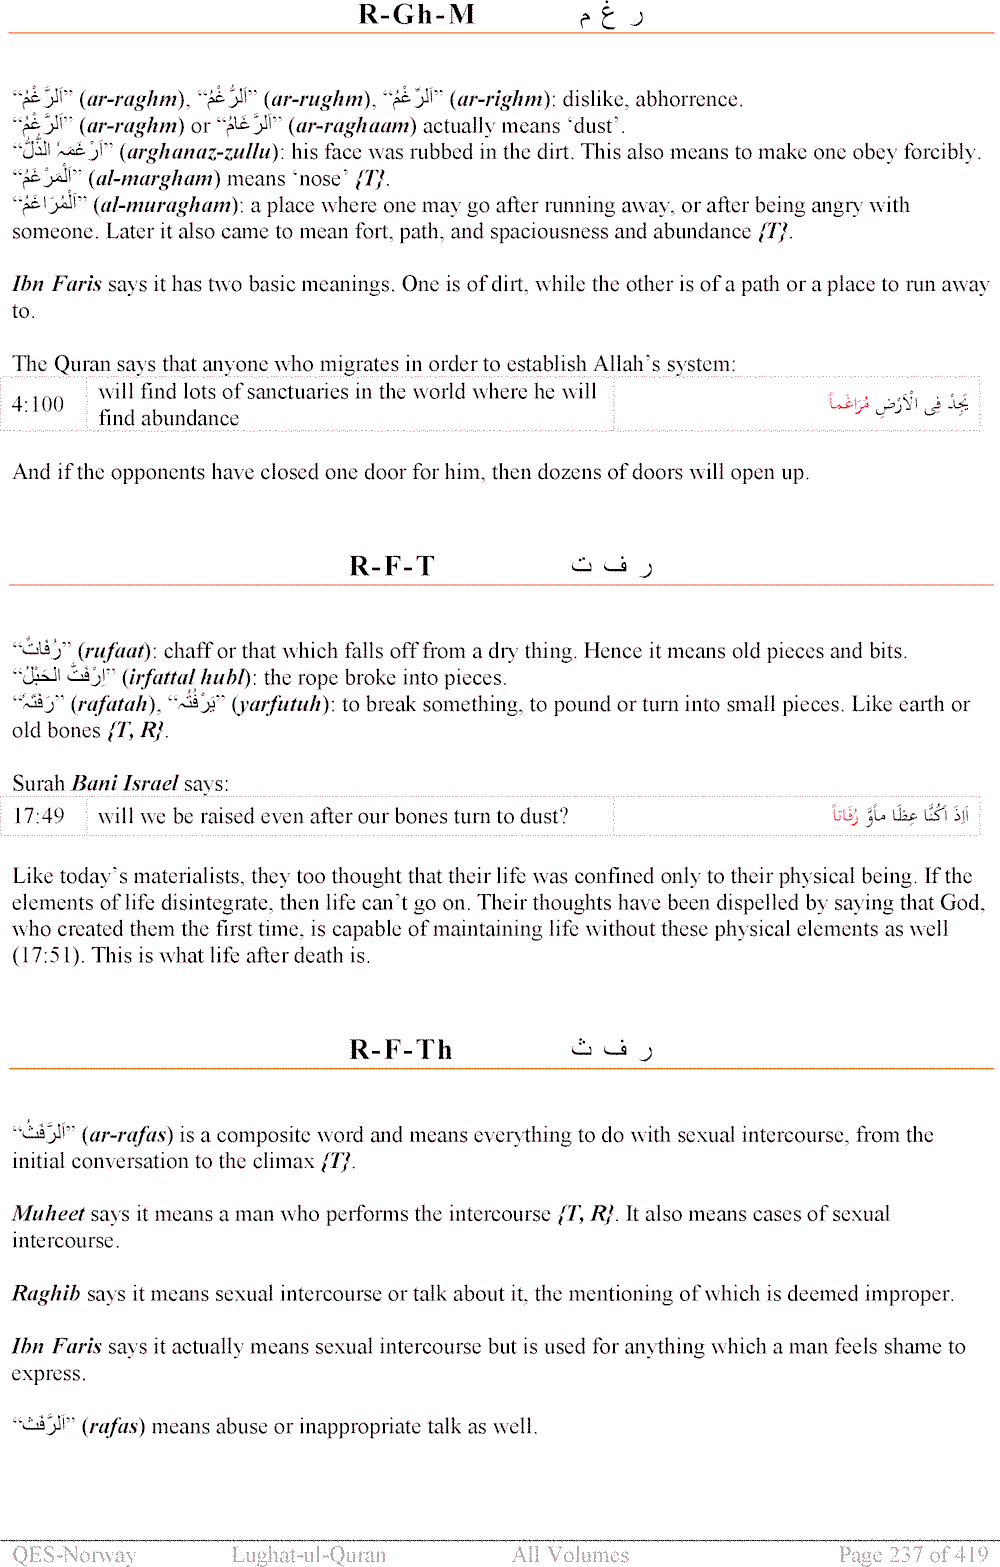 R-Gh-M ر غ م
“اَلرَّغْمُ” (ar-raghm), “اَلرُّغْمُ” (ar-rughm), “اَلرِّغْمُ” (ar-righm): dislike, abhorrence.
“اَلرَّغْمُ” (ar-raghm) or “اَلرَّغَامُ” (ar-raghaam) actually means ‘dust’.
“اَرْغَمَہُ الذُّلُّ” (arghanaz-zullu): his face was rubbed in the dirt. This also means to make one obey forcibly.
“اَلْمَرْغَمُ” (al-margham) means ‘nose’ {T}.
“اَلْمُرَاغَمُ” (al-muragham): a place where one may go after running away, or after being angry with
someone. Later it also came to mean fort, path, and spaciousness and abundance {T}.
Ibn Faris says it has two basic meanings. One is of dirt, while the other is of a path or a place to run away
to.
The Quran says that anyone who migrates in order to establish Allah’s system:
4:100 will find lots of sanctuaries in the world where he will
find abundance
يَجِدْ فِى الْاَرْضِ مُرَاغَماً
And if the opponents have closed one door for him, then dozens of doors will open up.
R-F-T ر ف ت
“رُفَاتٌ” (rufaat): chaff or that which falls off from a dry thing. Hence it means old pieces and bits.
“اِرْفَتَّ الْحَبْلُ” (irfattal hubl): the rope broke into pieces.
“رَفَتَہٗ” (rafatah), “يَرْفُتُہٗ” (yarfutuh): to break something, to pound or turn into small pieces. Like earth or
old bones {T, R}.
Surah Bani Israel says:
17:49 will we be raised even after our bones turn to dust? اَاِذَ اَكُنَّا عِظَا ماًوَّ رُفَاتاً
Like today’s materialists, they too thought that their life was confined only to their physical being. If the
elements of life disintegrate, then life can’t go on. Their thoughts have been dispelled by saying that God,
who created them the first time, is capable of maintaining life without these physical elements as well
(17:51). This is what life after death is.
R-F-Th ر ف ث
“اَلرَّفَثُ” (ar-rafas) is a composite word and means everything to do with sexual intercourse, from the
initial conversation to the climax {T}.
Muheet says it means a man who performs the intercourse {T, R}. It also means cases of sexual
intercourse.
Raghib says it means sexual intercourse or talk about it, the mentioning of which is deemed improper.
Ibn Faris says it actually means sexual intercourse but is used for anything which a man feels shame to
express.
“اَلرَّفَث” (rafas) means abuse or inappropriate talk as well.
QES-Norway Lughat-ul-Quran All Volumes Page 237 of 419